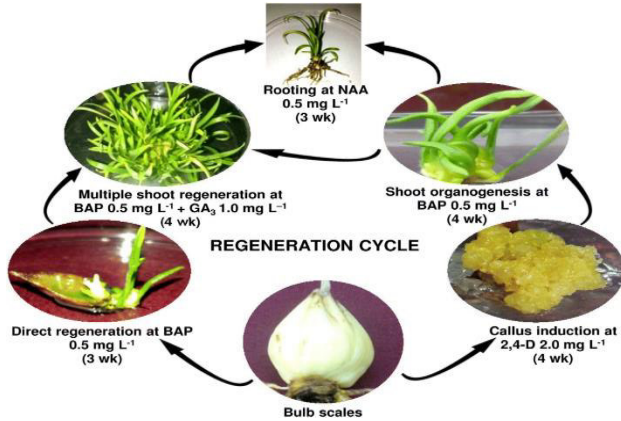 Rooting at NAA
0.5 mg L⁻¹
(3 wk)
Multiple shoot regeneration at
BAP 0.5 mg L⁻¹ + GA₃ 1.0 mg L⁻¹
(4 wk)
Shoot organogenesis at
BAP 0.5 mg L⁻¹
(4 wk)
REGENERATION CYCLE
Direct regeneration at BAP
0.5 mg L⁻¹
(3 wk)
Callus induction at
2,4-D 2.0 mg L⁻¹
(4 wk)
Bulb scales